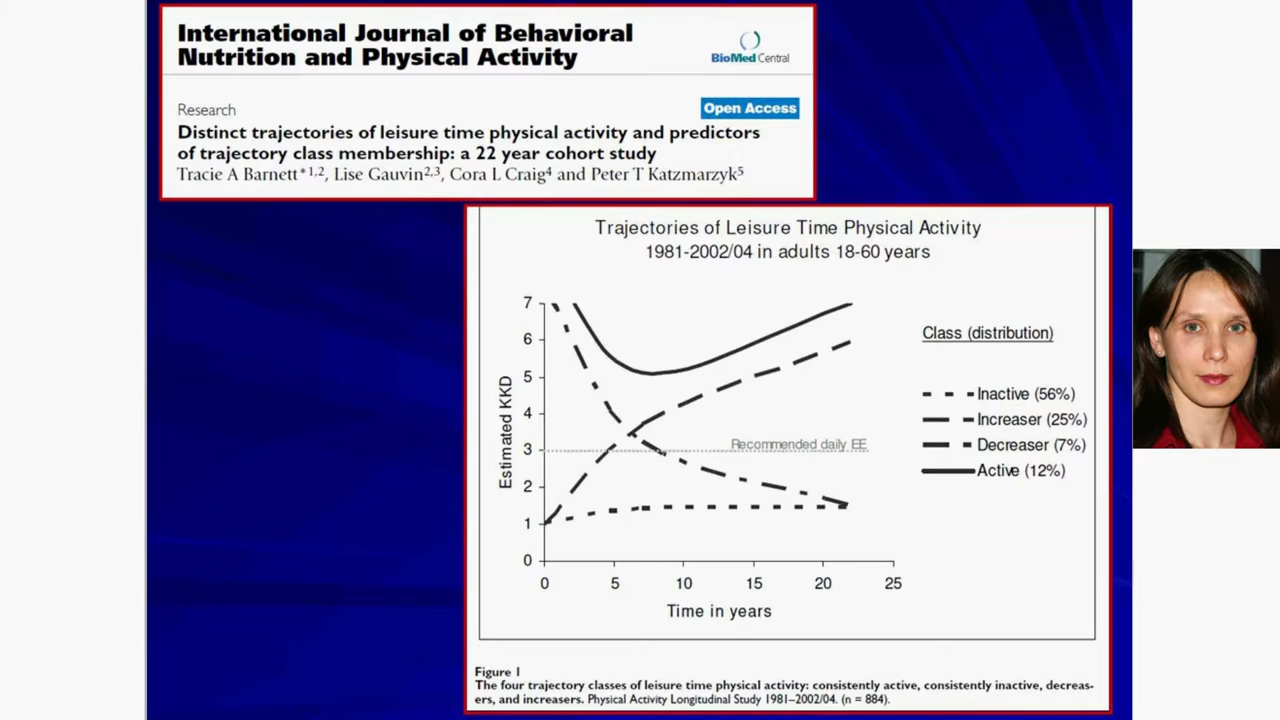 International Journal of Behavioral
Nutrition and Physical Activity
BioMed Central
Research
Open Access
Distinct trajectories of leisure time physical activity and predictors
of trajectory class membership: a 22 year cohort study
Tracie A Barnett*1,2, Lise Gauvin2,3, Cora L Craig4 and Peter T Katzmarzyk5
Trajectories of Leisure Time Physical Activity
1981-2002/04 in adults 18-60 years
7
6
5
4
3
2
1
0
Estimated KKD
Recommended daily EE
0 5 10 15 20 25
Time in years
Class (distribution)
Inactive (56%)
Increaser (25%)
Decreaser (7%)
Active (12%)
Figure 1
The four trajectory classes of leisure time physical activity: consistently active, consistently inactive, decreas-
ers, and increasers. Physical Activity Longitudinal Study 1981–2002/04. (n = 884).